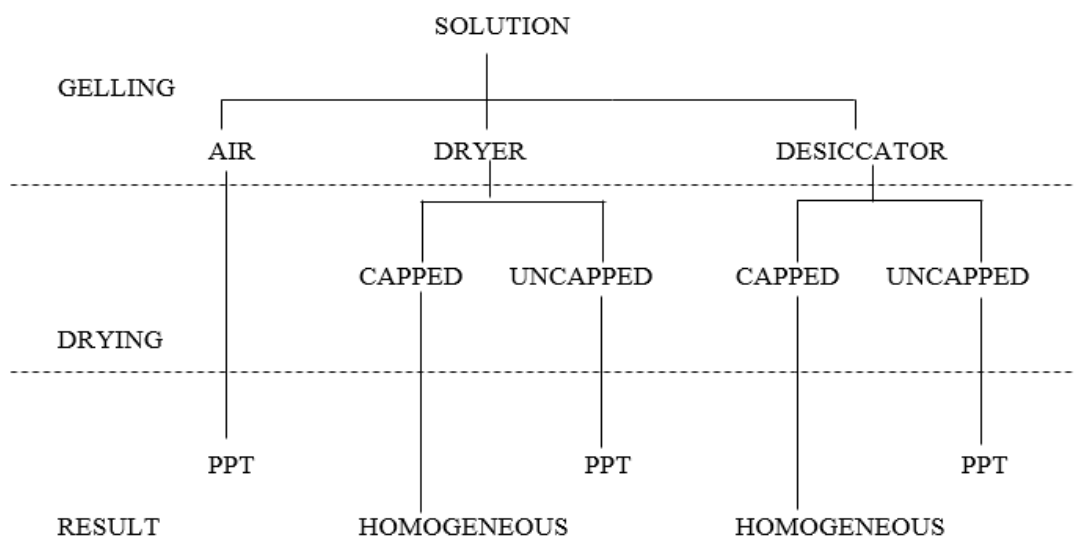 SOLUTION
GELLING
AIR DRYER DESICCATOR
CAPPED UNCAPPED CAPPED UNCAPPED
DRYING
PPT PPT PPT
RESULT HOMOGENEOUS HOMOGENEOUS